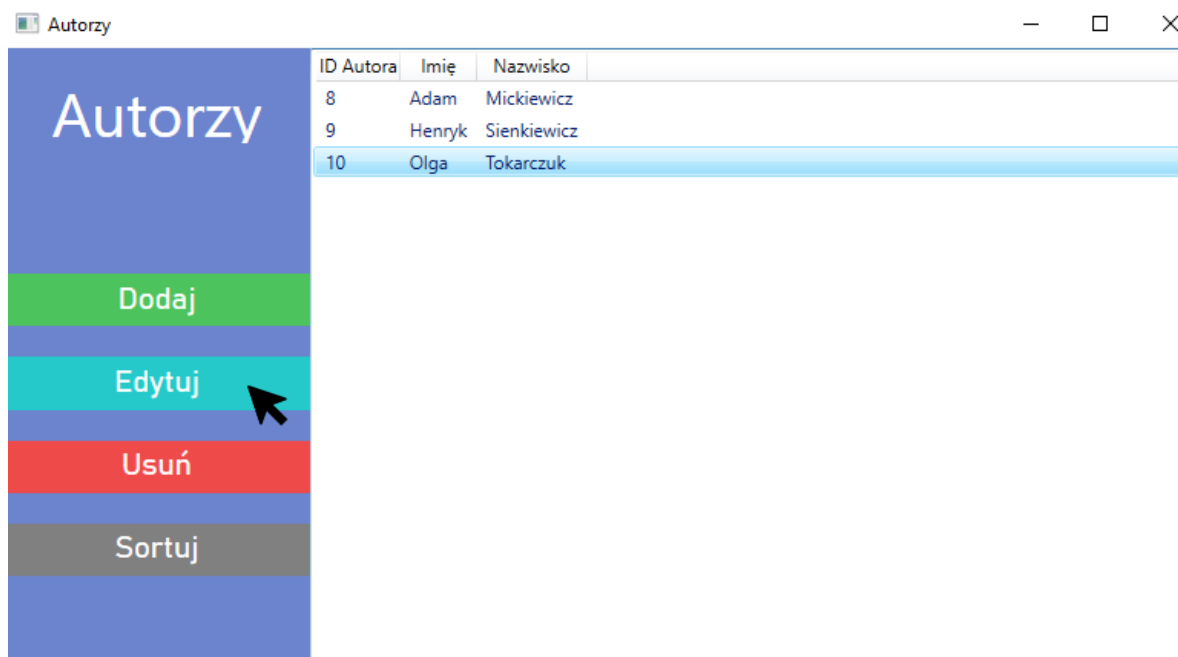 Autorzy
Autorzy
Dodaj
Edytuj
Usuń
Sortuj
ID Autora Imię Nazwisko
8 Adam Mickiewicz
9 Henryk Sienkiewicz
10 Olga Tokarczuk